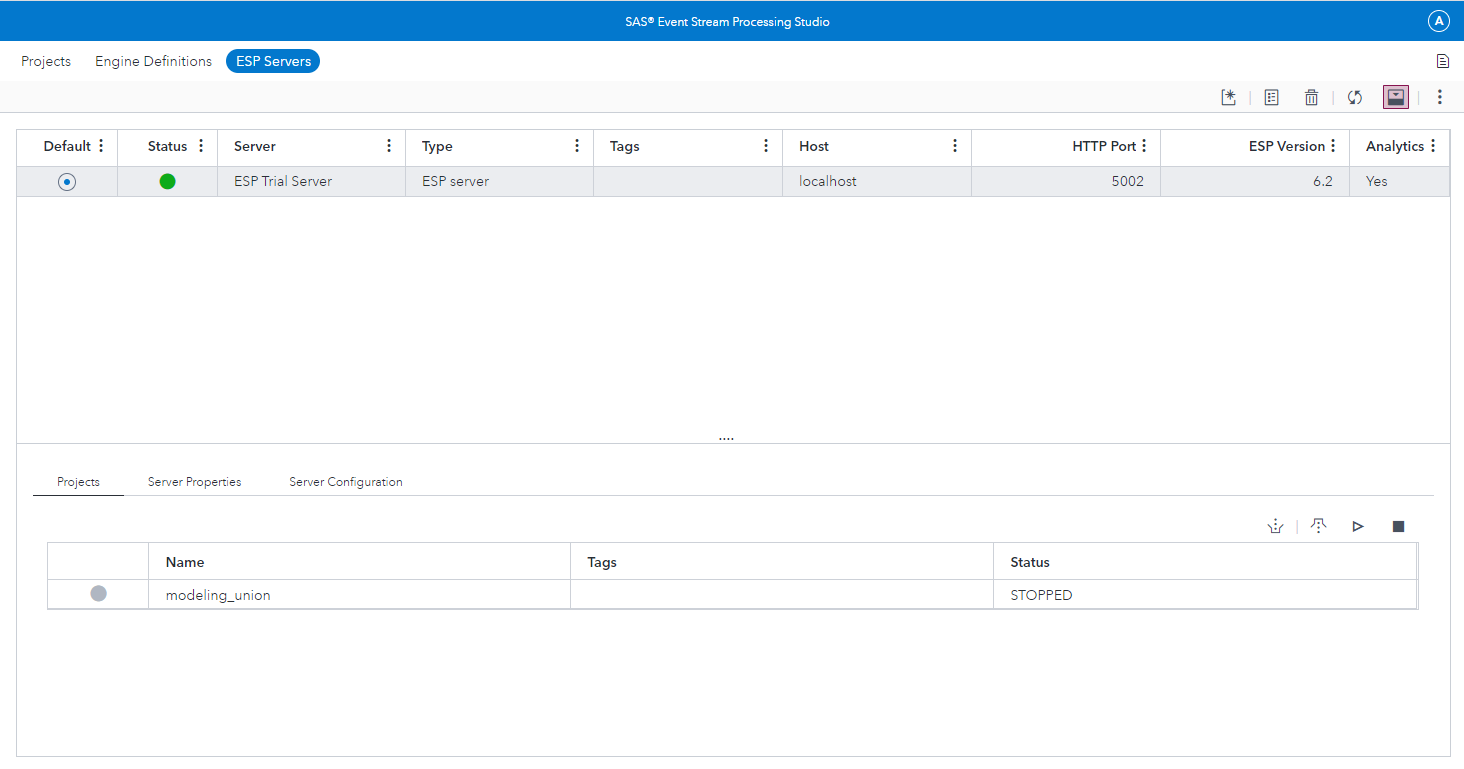 SAS® Event Stream Processing Studio
A
Projects Engine Definitions ESP Servers
Default Status Server Type Tags Host HTTP Port ESP Version Analytics
ESP Trial Server ESP server localhost 5002 6.2 Yes
Projects Server Properties Server Configuration
Name Tags Status
modeling_union STOPPED